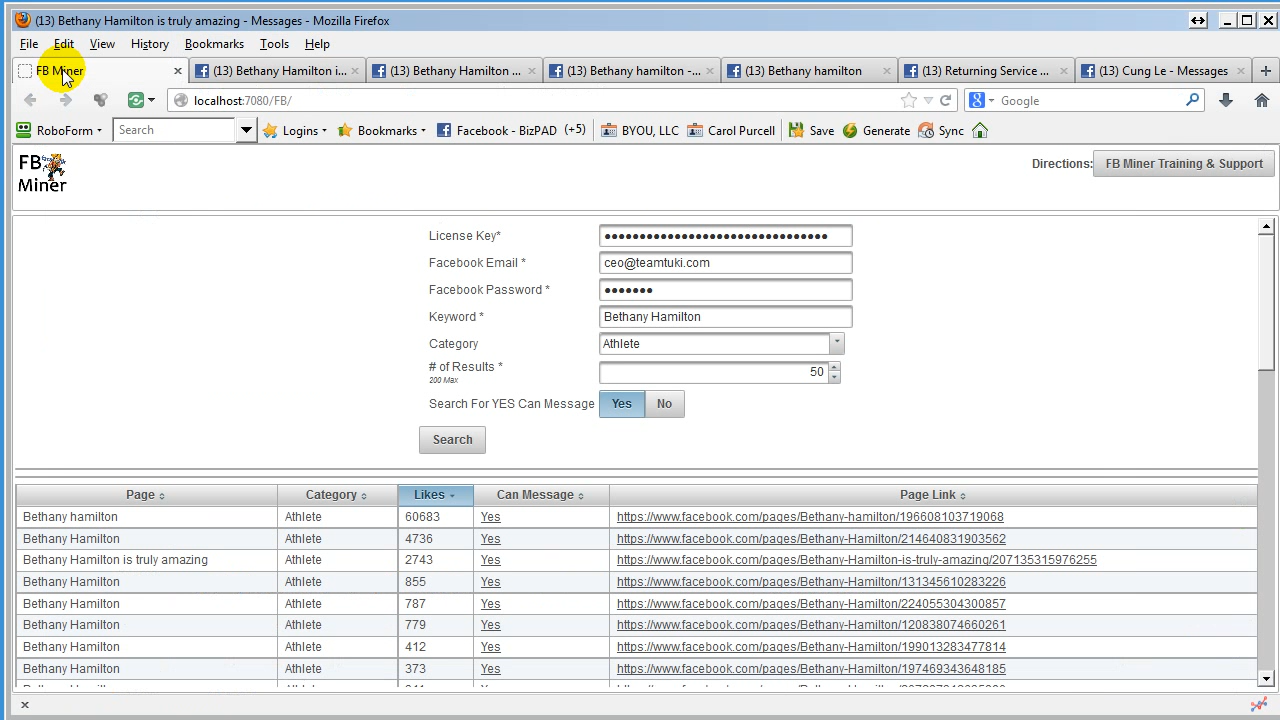 (13) Bethany Hamilton is truly amazing - Messages - Mozilla Firefox
File Edit View History Bookmarks Tools Help
FB Miner (13) Bethany Hamilton i... (13) Bethany Hamilton ... (13) Bethany hamilton -... (13) Bethany hamilton (13) Returning Service ... (13) Cung Le - Messages
localhost:7080/FB/ Google
RoboForm Search Logins Bookmarks Facebook - BizPAD (+5) BYOU, LLC Carol Purcell Save Generate Sync
FB Miner
Directions: FB Miner Training & Support
License Key* ●●●●●●●●●●●●●●●●●●●●●●●●●●●●●●●●
Facebook Email * ceo@teamtuki.com
Facebook Password * ●●●●●●●
Keyword * Bethany Hamilton
Category Athlete
# of Results * 50
200 Max
Search For YES Can Message Yes No
Search
Page Category Likes Can Message Page Link
Bethany hamilton Athlete 60683 Yes https://www.facebook.com/pages/Bethany-hamilton/196608103719068
Bethany Hamilton Athlete 4736 Yes https://www.facebook.com/pages/Bethany-Hamilton/214640831903562
Bethany Hamilton is truly amazing Athlete 2743 Yes https://www.facebook.com/pages/Bethany-Hamilton-is-truly-amazing/207135315976255
Bethany Hamilton Athlete 855 Yes https://www.facebook.com/pages/Bethany-Hamilton/131345610283226
Bethany Hamilton Athlete 787 Yes https://www.facebook.com/pages/Bethany-Hamilton/224055304300857
Bethany Hamilton Athlete 779 Yes https://www.facebook.com/pages/Bethany-Hamilton/120838074660261
Bethany Hamilton Athlete 412 Yes https://www.facebook.com/pages/Bethany-Hamilton/199013283477814
Bethany Hamilton Athlete 373 Yes https://www.facebook.com/pages/Bethany-Hamilton/197469343648185